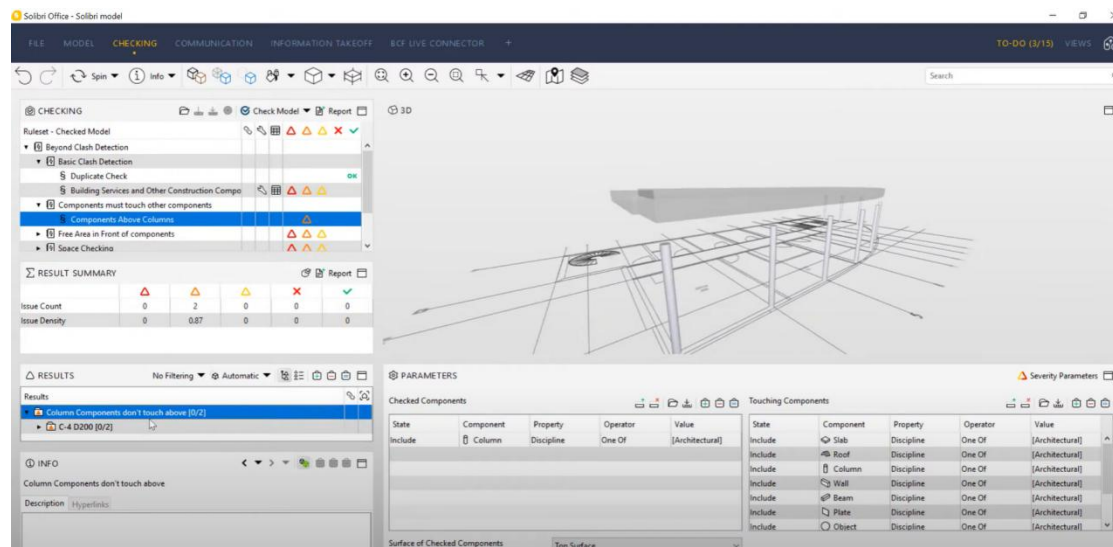 Solibri Office - Solibri model
FILE MODEL CHECKING COMMUNICATION INFORMATION TAKEOFF BCF LIVE CONNECTOR + TO-DO (3/15) VIEWS
Spin Info Search
CHECKING Check Model Report
Ruleset - Checked Model
Beyond Clash Detection
Basic Clash Detection
§ Duplicate Check OK
§ Building Services and Other Construction Compo
Components must touch other components
§ Components Above Columns
Free Area in Front of components
Space Checking
3D
RESULT SUMMARY Report
Issue Count 0 2 0 0 0
Issue Density 0 0.87 0 0 0
RESULTS No Filtering Automatic
Results
Column Components don't touch above [0/2]
C-4 D200 [0/2]
INFO
Column Components don't touch above
Description Hyperlinks
PARAMETERS Severity Parameters
Checked Components
State Component Property Operator Value
Include Column Discipline One Of [Architectural]
Touching Components
State Component Property Operator Value
Include Slab Discipline One Of [Architectural]
Include Roof Discipline One Of [Architectural]
Include Column Discipline One Of [Architectural]
Include Wall Discipline One Of [Architectural]
Include Beam Discipline One Of [Architectural]
Include Plate Discipline One Of [Architectural]
Include Object Discipline One Of [Architectural]
Surface of Checked Components Top Surface